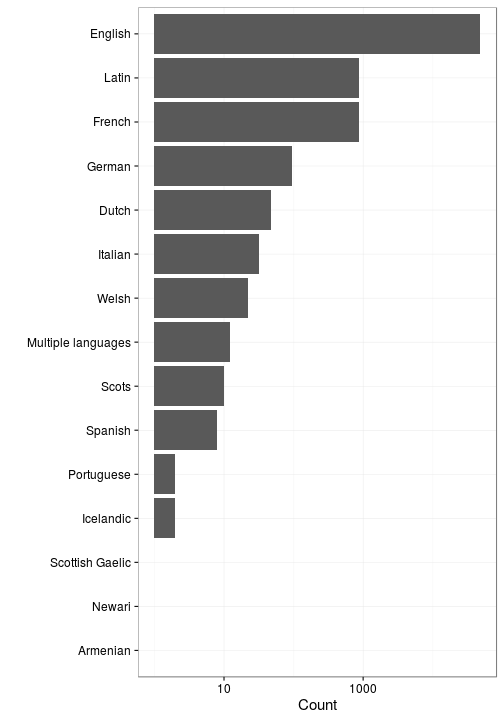 English
Latin
French
German
Dutch
Italian
Welsh
Multiple languages
Scots
Spanish
Portuguese
Icelandic
Scottish Gaelic
Newari
Armenian
10 1000
Count